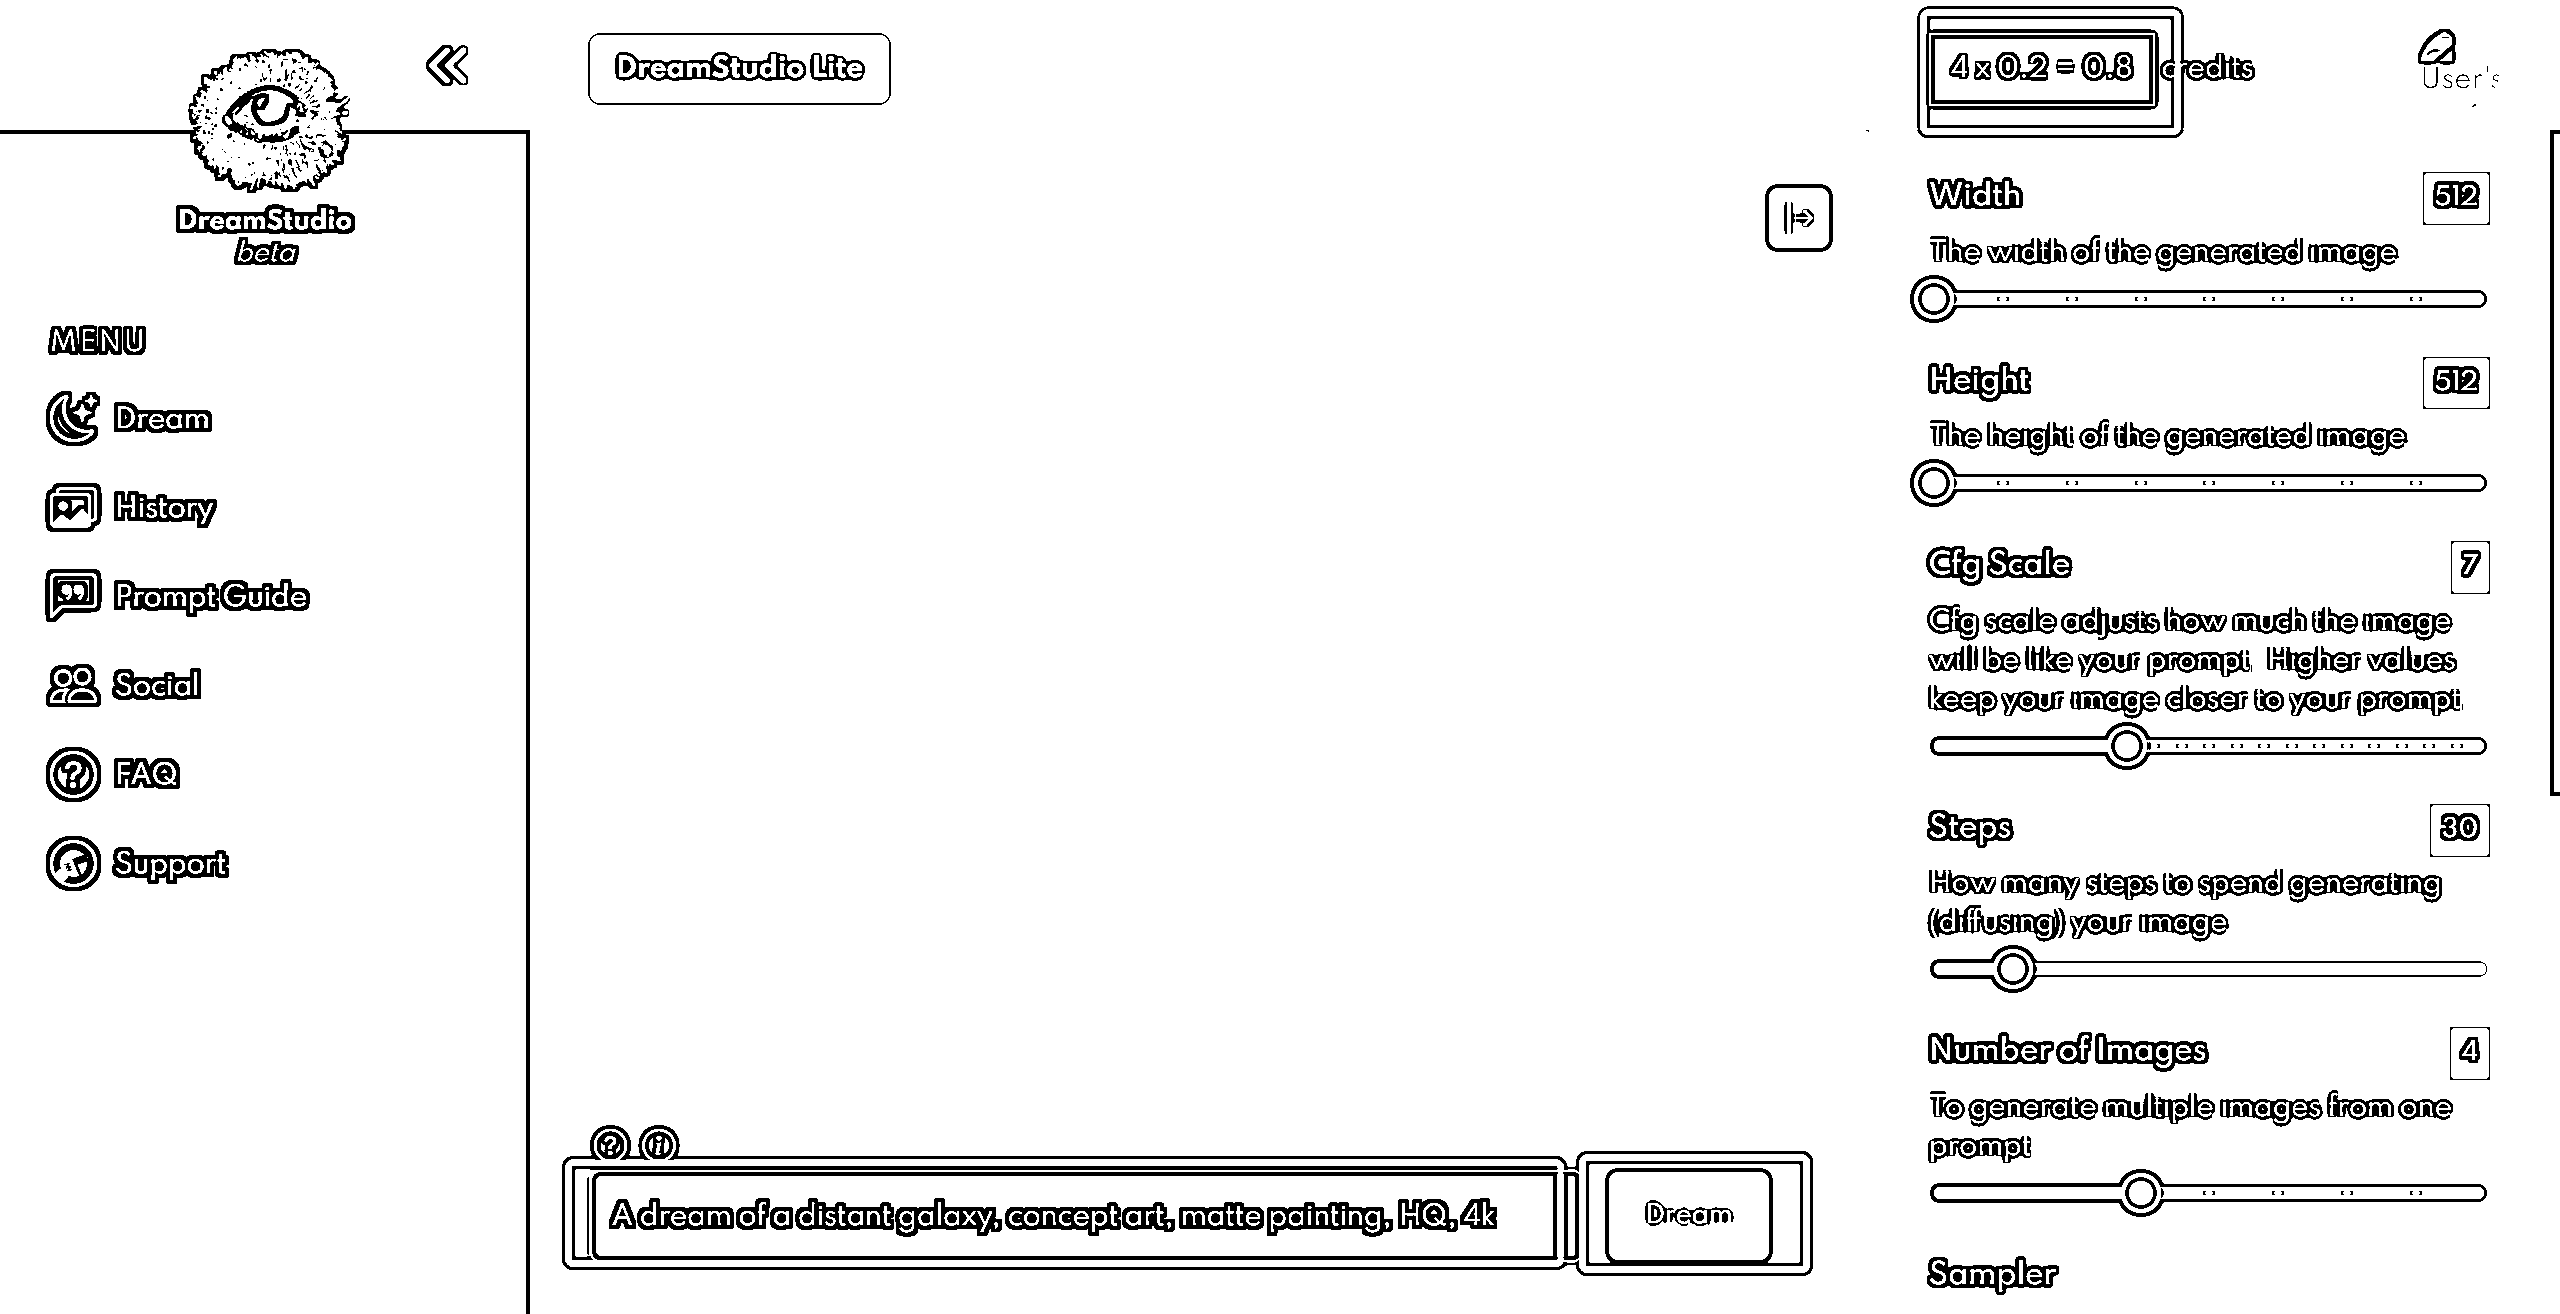 DreamStudio
beta
MENU
Dream
History
Prompt Guide
Social
FAQ
Support
DreamStudio Lite
A dream of a distant galaxy, concept art, matte painting, HQ, 4k
Dream
4 x 0.2 = 0.8 credits
User's
Width 512
The width of the generated image
Height 512
The height of the generated image
Cfg Scale 7
Cfg scale adjusts how much the image
will be like your prompt. Higher values
keep your image closer to your prompt.
Steps 30
How many steps to spend generating
(diffusing) your image
Number of Images 4
To generate multiple images from one
prompt
Sampler